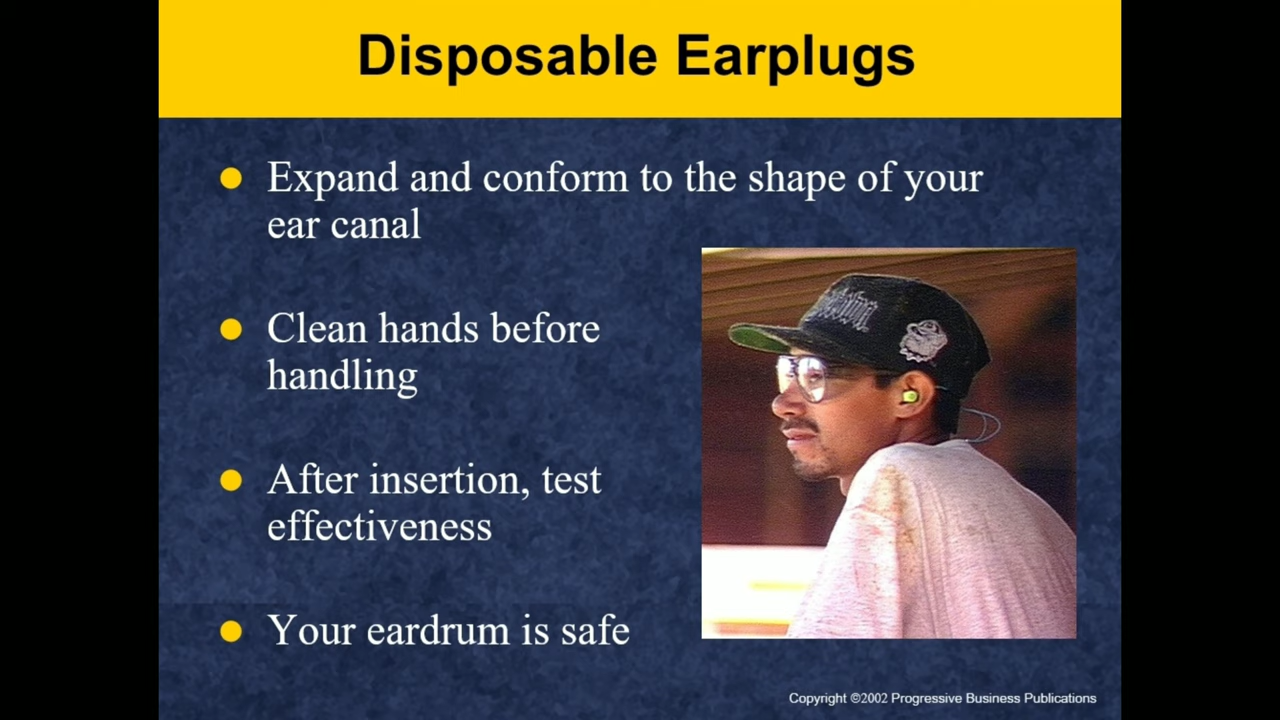 Disposable Earplugs
Expand and conform to the shape of your
ear canal
Clean hands before
handling
After insertion, test
effectiveness
Your eardrum is safe
Copyright ©2002 Progressive Business Publications